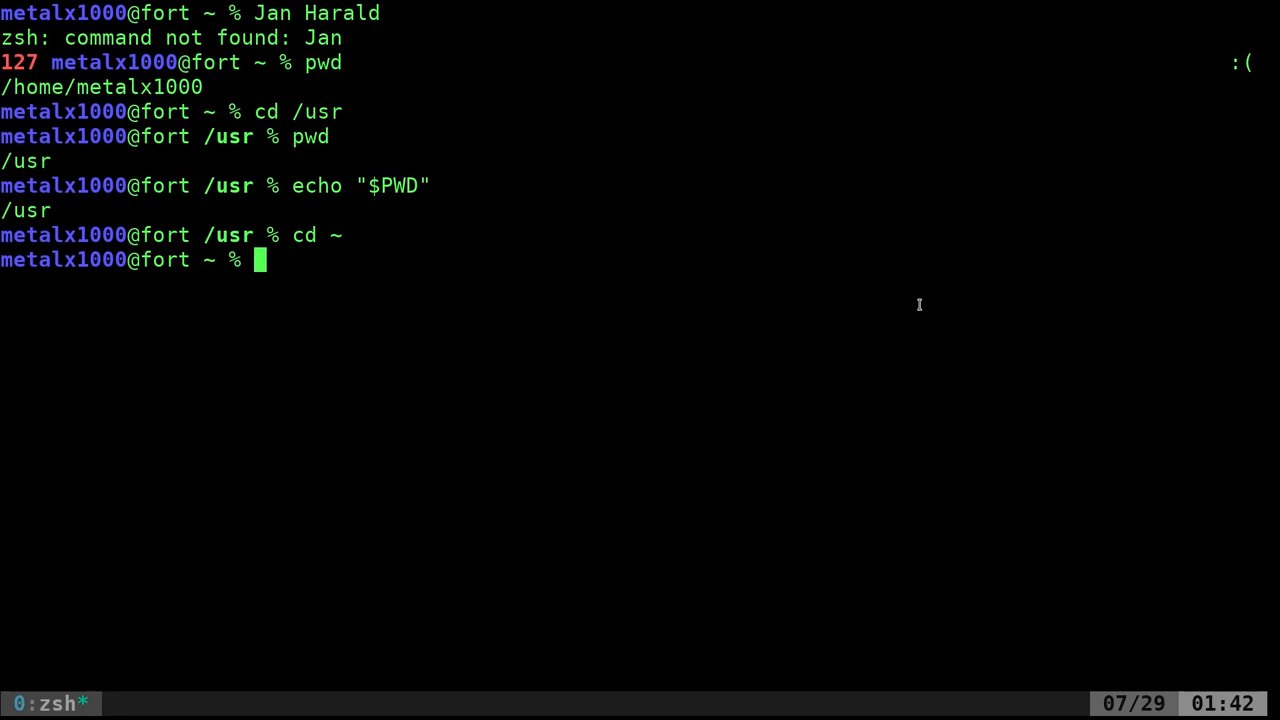 metalx1000@fort ~ % Jan Harald
zsh: command not found: Jan
127 metalx1000@fort ~ % pwd :(
/home/metalx1000
metalx1000@fort ~ % cd /usr
metalx1000@fort /usr % pwd
/usr
metalx1000@fort /usr % echo "$PWD"
/usr
metalx1000@fort /usr % cd ~
metalx1000@fort ~ %
0:zsh* 07/29 01:42